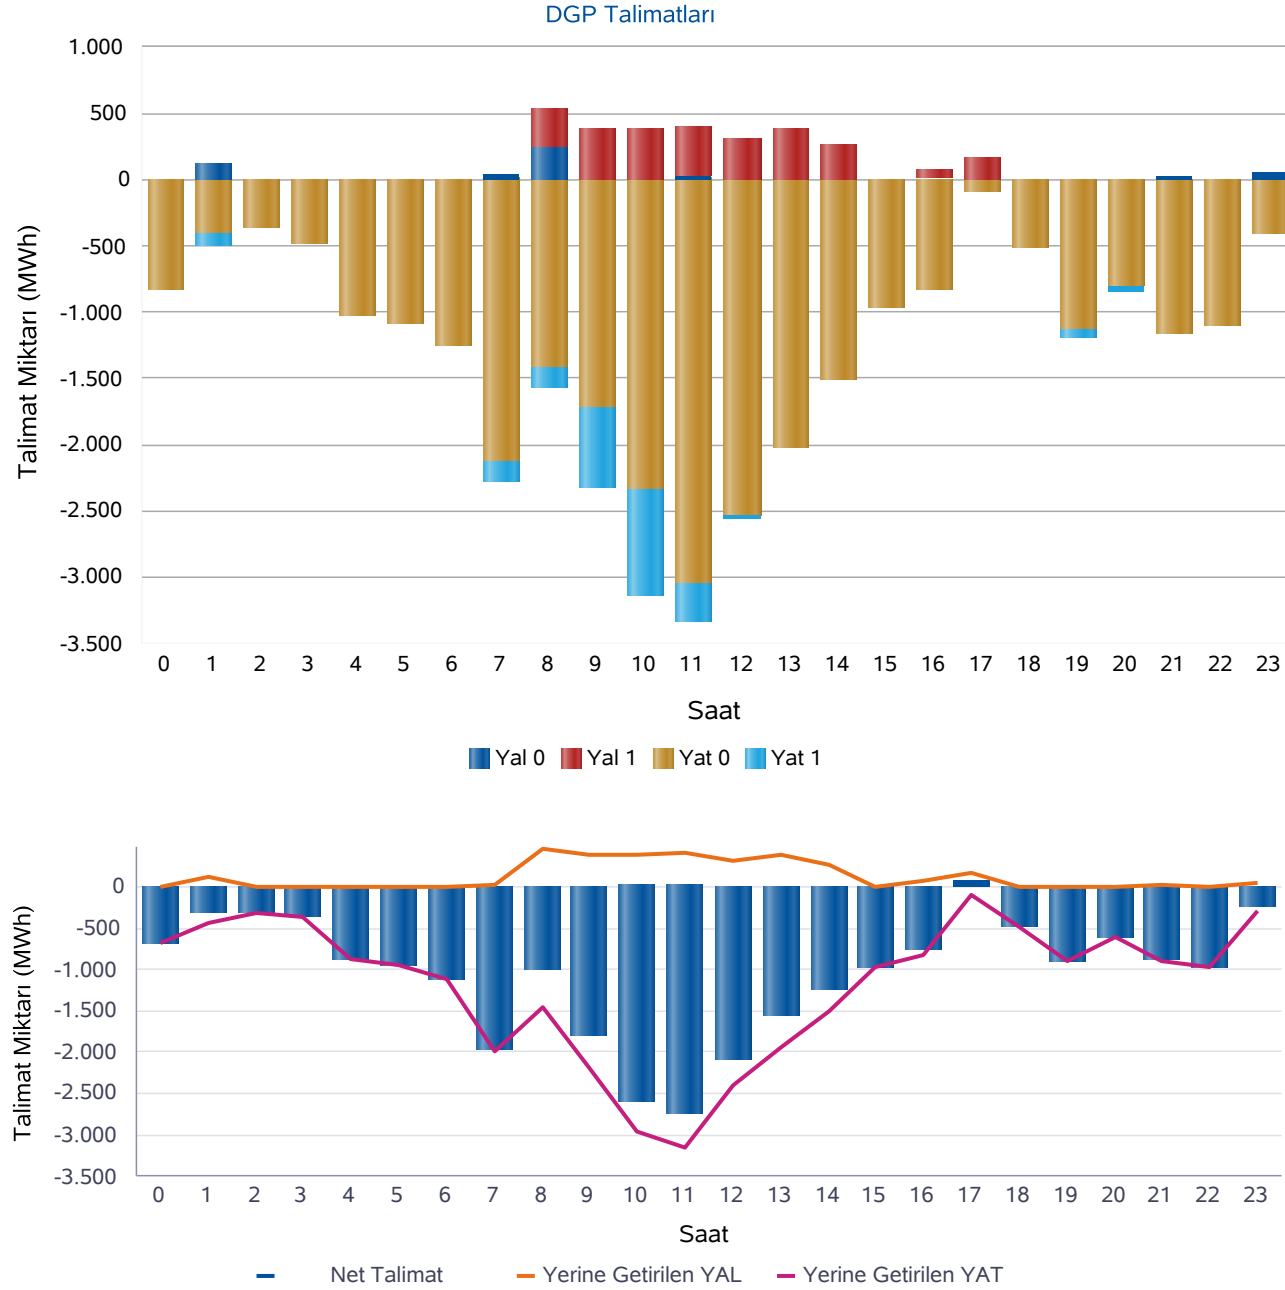 DGP Talimatları
1.000
500
0
-500
-1.000
-1.500
-2.000
-2.500
-3.000
-3.500
Talimat Miktarı (MWh)
0 1 2 3 4 5 6 7 8 9 10 11 12 13 14 15 16 17 18 19 20 21 22 23
Saat
Yal 0 Yal 1 Yat 0 Yat 1
0
-500
-1.000
-1.500
-2.000
-2.500
-3.000
-3.500
Talimat Miktarı (MWh)
0 1 2 3 4 5 6 7 8 9 10 11 12 13 14 15 16 17 18 19 20 21 22 23
Saat
Net Talimat Yerine Getirilen YAL Yerine Getirilen YAT